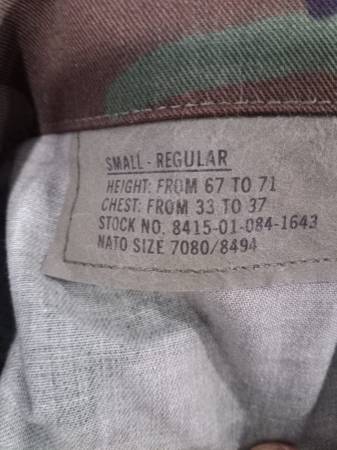 SMALL - REGULAR
HEIGHT: FROM 67 TO 71
CHEST: FROM 33 TO 37
STOCK NO. 8415-01-084-1643
NATO SIZE 7080/8494